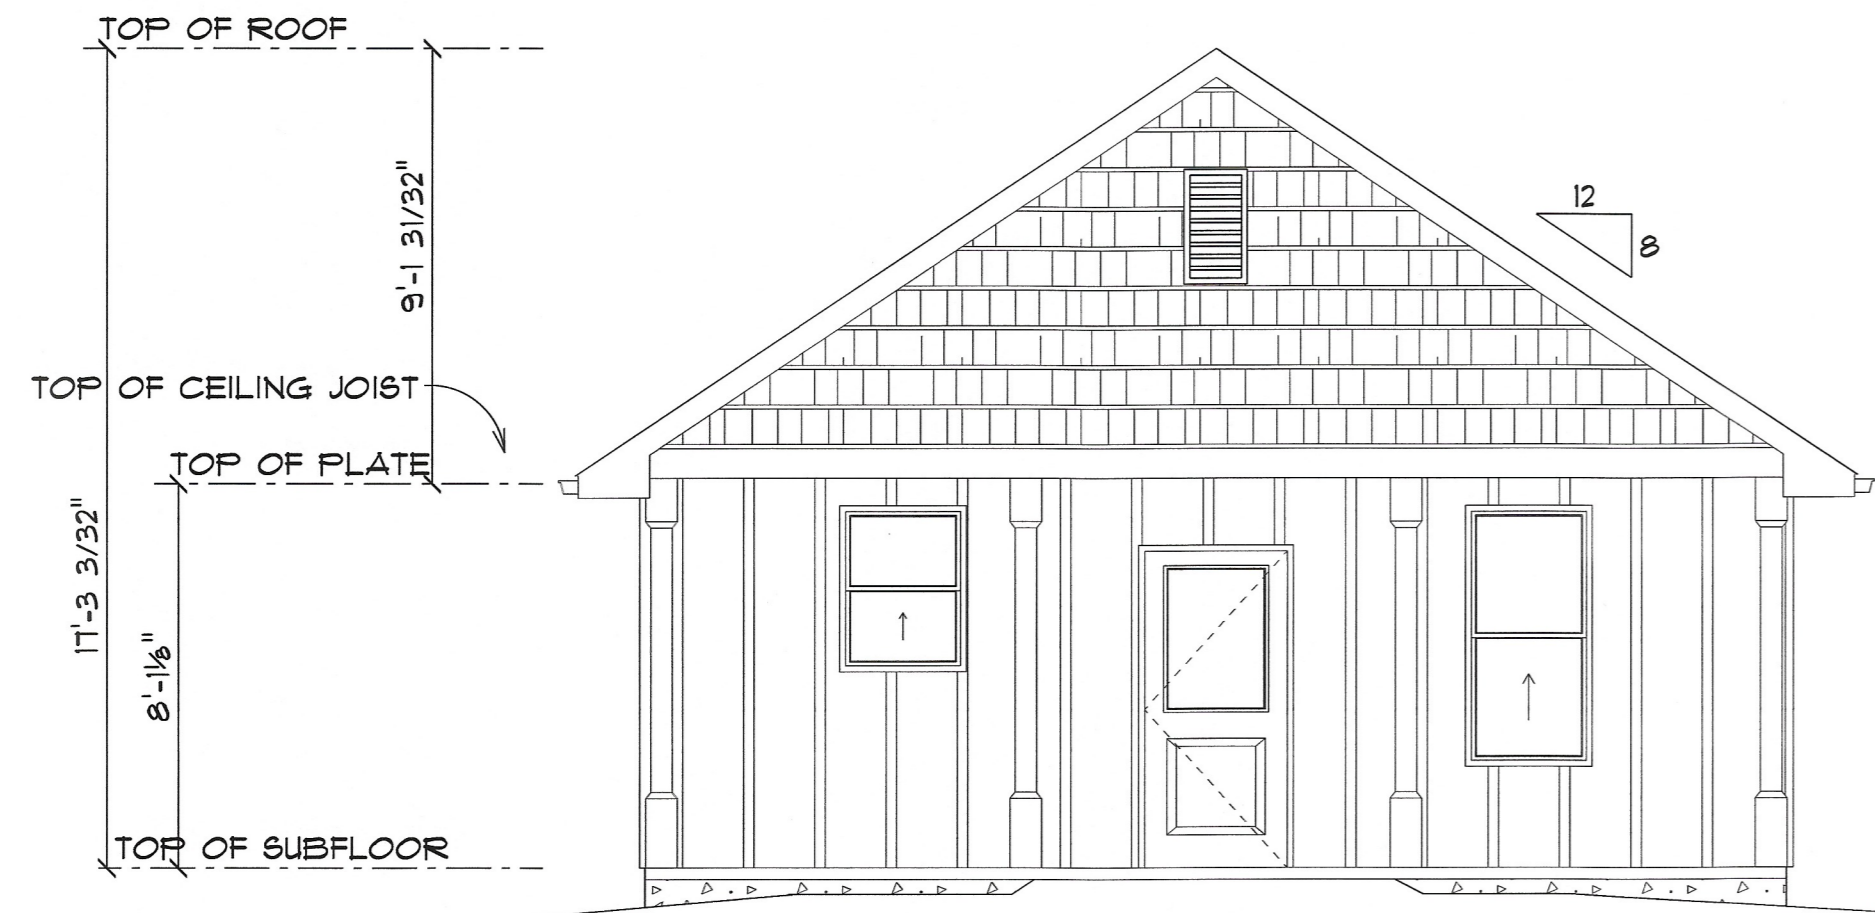 TOP OF ROOF
9'-1 31/32"
12
8
TOP OF CEILING JOIST
TOP OF PLATE
17'-3 3/32"
8'-1⅛"
TOP OF SUBFLOOR